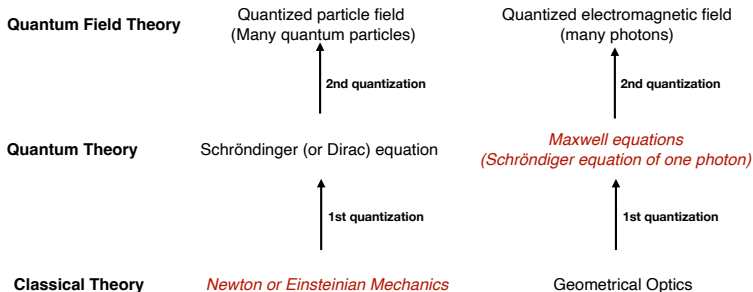 Quantum Field Theory
Quantized particle field
(Many quantum particles)
Quantized electromagnetic field
(many photons)
2nd quantization
2nd quantization
Quantum Theory
Schröndinger (or Dirac) equation
Maxwell equations
(Schröndiger equation of one photon)
1st quantization
1st quantization
Classical Theory
Newton or Einsteinian Mechanics
Geometrical Optics